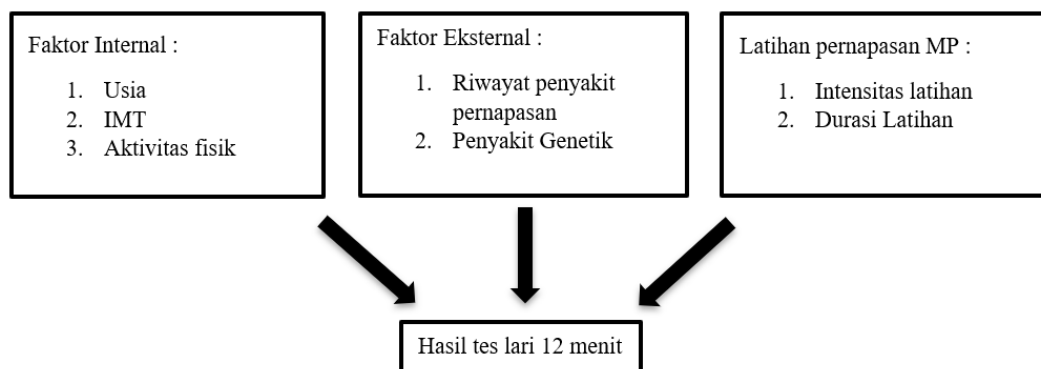 Faktor Internal :
1. Usia
2. IMT
3. Aktivitas fisik
Faktor Eksternal :
1. Riwayat penyakit
pernapasan
2. Penyakit Genetik
Latihan pernapasan MP :
1. Intensitas latihan
2. Durasi Latihan
Hasil tes lari 12 menit